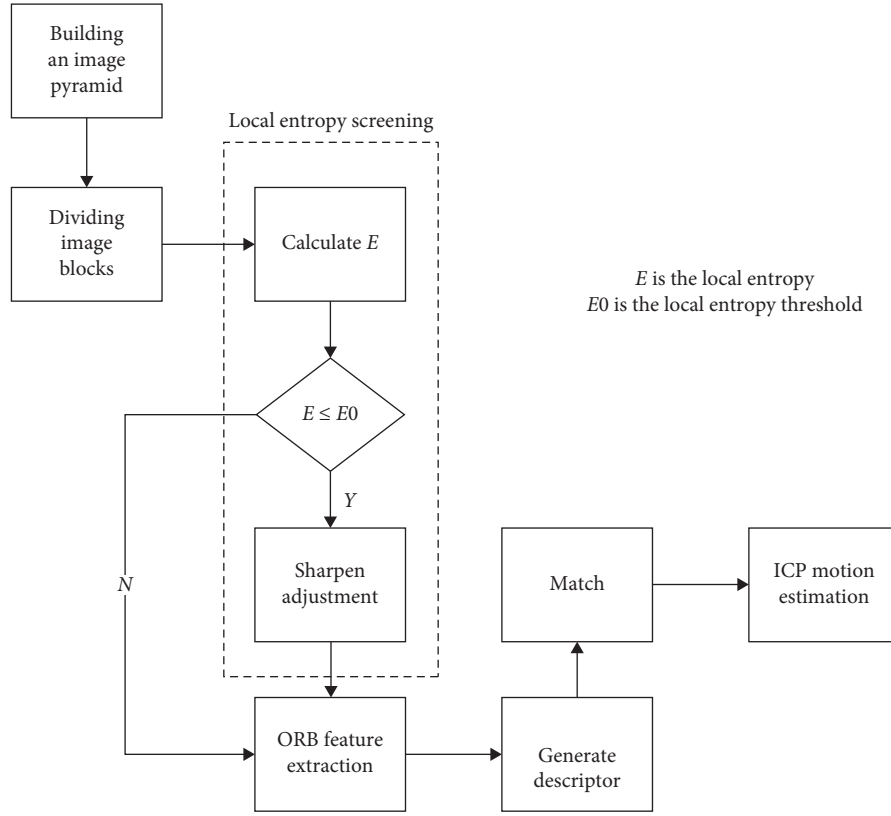 Building
an image
pyramid
Local entropy screening
Dividing
image
blocks
Calculate E
E is the local entropy
E0 is the local entropy threshold
E ≤ E0
Y
N
Sharpen
adjustment
Match
ICP motion
estimation
ORB feature
extraction
Generate
descriptor